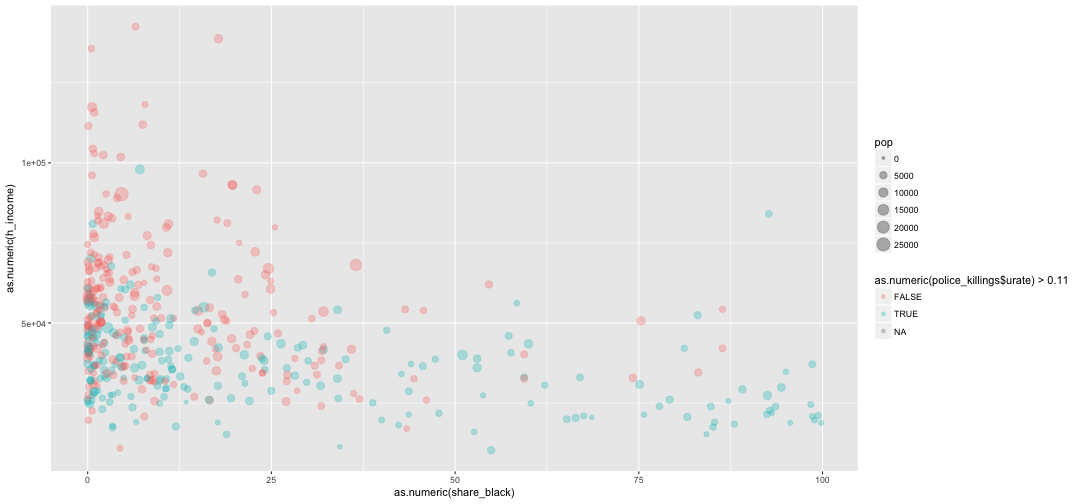 1e+05
5e+04
as.numeric(h_income)
0
25
50
75
100
as.numeric(share_black)
pop
0
5000
10000
15000
20000
25000
as.numeric(police_killings$urate) > 0.11
FALSE
TRUE
NA